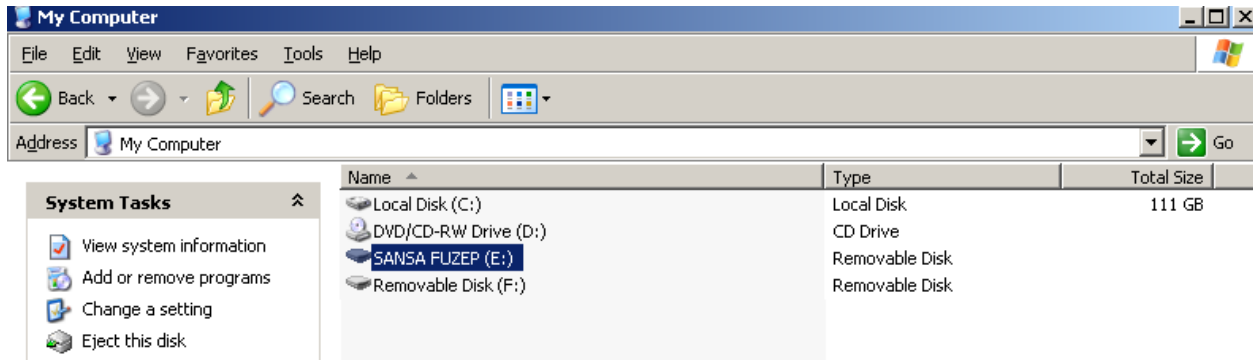 My Computer
File Edit View Favorites Tools Help
Back Search Folders
Address My Computer Go
Name Type Total Size
System Tasks
Local Disk (C:) Local Disk 111 GB
DVD/CD-RW Drive (D:) CD Drive
View system information
SANSA FUZEP (E:) Removable Disk
Add or remove programs
Removable Disk (F:) Removable Disk
Change a setting
Eject this disk